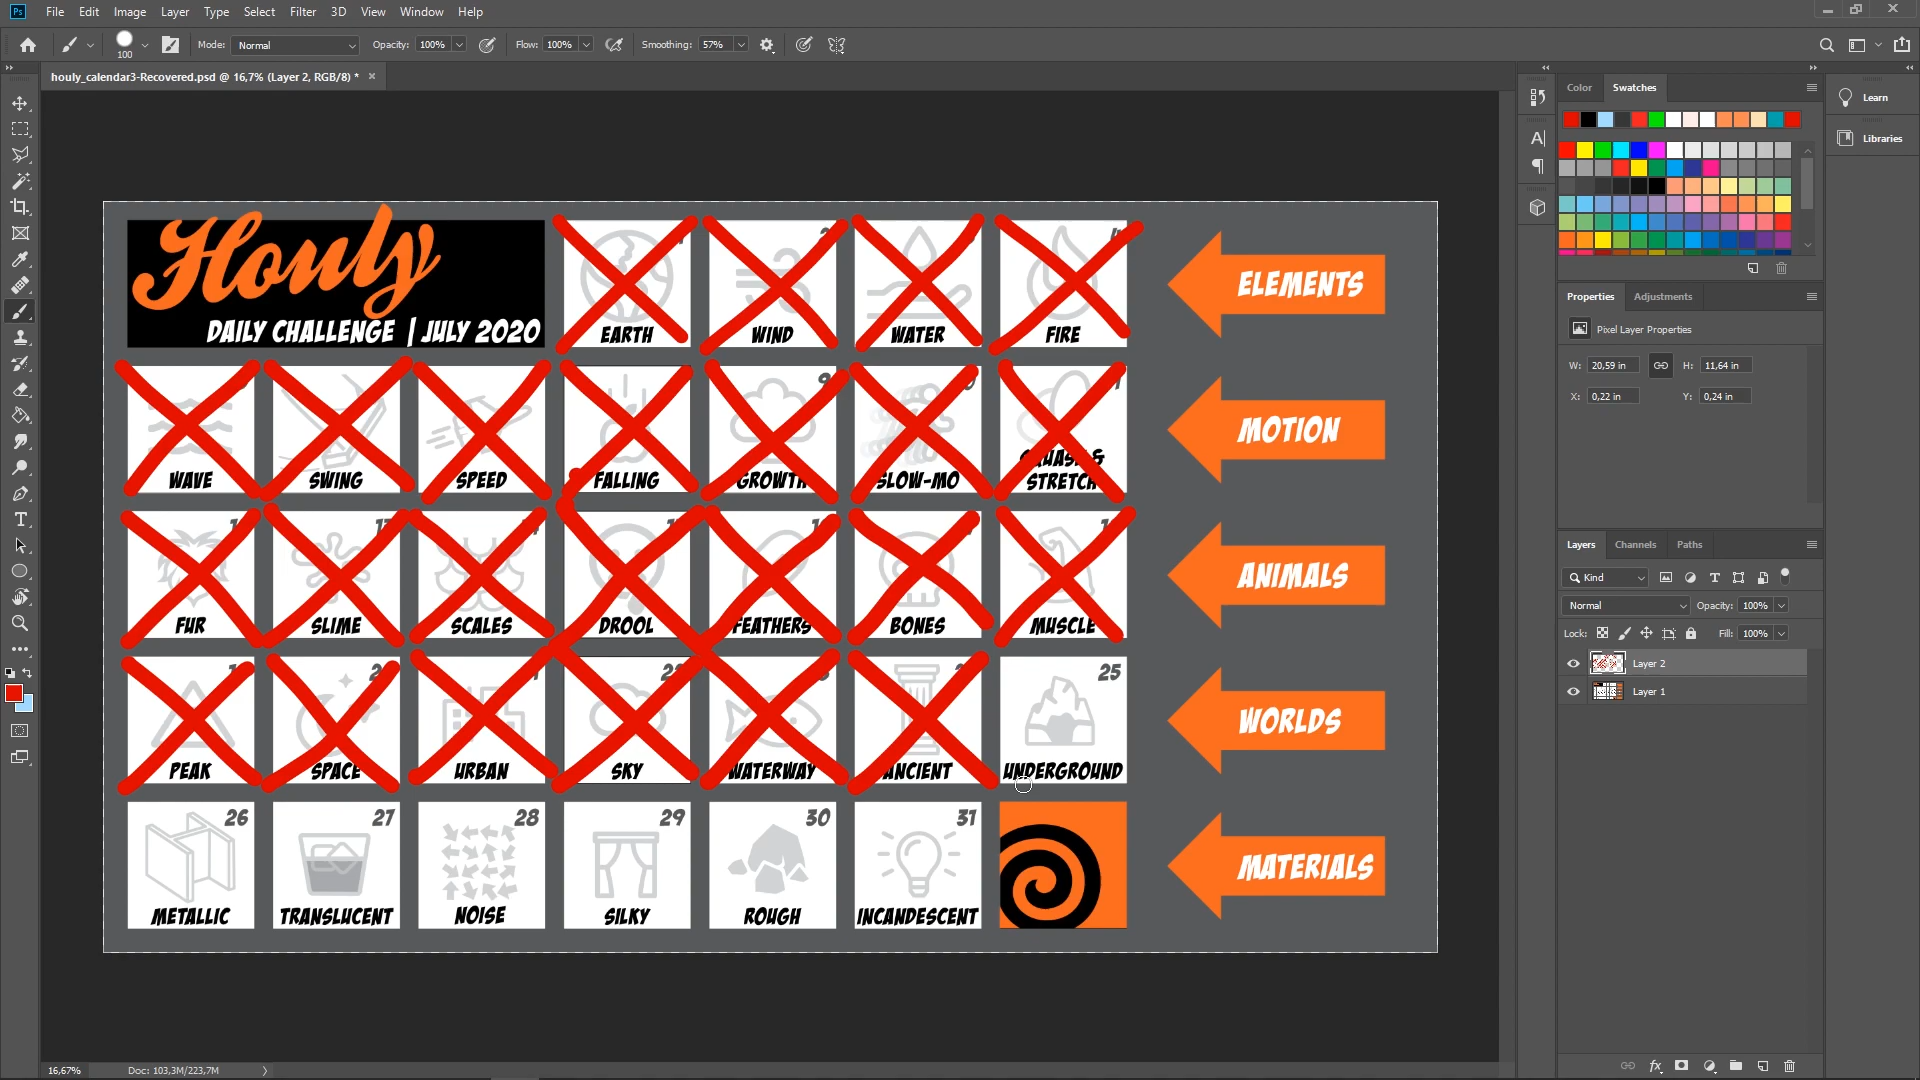 Ps File Edit Image Layer Type Select Filter 3D View Window Help
100 Mode: Normal Opacity: 100% Flow: 100% Smoothing: 57%
houly_calendar3-Recovered.psd @ 16,7% (Layer 2, RGB/8) * ×
Houly
DAILY CHALLENGE | JULY 2020
EARTH WIND WATER FIRE
ELEMENTS
WAVE SWING SPEED FALLING GROWTH SLOW-MO SQUASH &
STRETCH
MOTION
FUR SLIME SCALES DROOL FEATHERS BONES MUSCLE
ANIMALS
25
PEAK SPACE URBAN SKY WATERWAY ANCIENT UNDERGROUND
WORLDS
26 27 28 29 30 31
METALLIC TRANSLUCENT NOISE SILKY ROUGH INCANDESCENT
MATERIALS
16,67% Doc: 103,3M/223,7M
Color Swatches
Properties Adjustments
Pixel Layer Properties
W: 20,59 in H: 11,64 in
X: 0,22 in Y: 0,24 in
Layers Channels Paths
Kind
Normal Opacity: 100%
Lock: Fill: 100%
Layer 2
Layer 1
Learn
Libraries